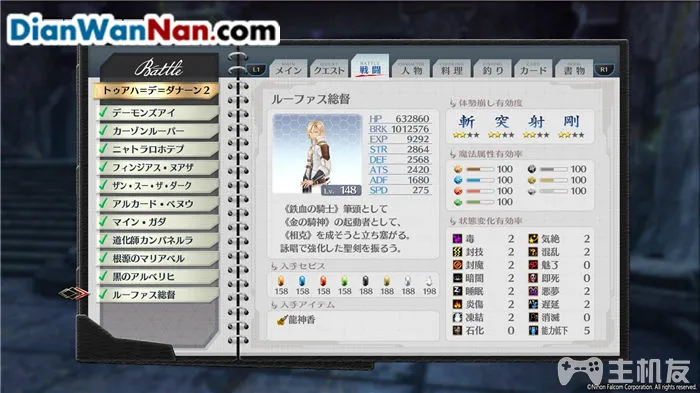 DianWanNan.com
Battle
トゥアハ=デ=ダナーン2
デーモンズアイ
カーゾンルーパー
ニャトラロホテプ
フィンジアス・ヌアザ
ザン・スー・ザ・ダーク
アルカード・ベヌウ
マイン・ガダ
道化師カンパネルラ
根源のマリアベル
黒のアルベリヒ
ルーファス総督
L1
メイン
クエスト
BATTLE
戦闘
人物
料理
釣り
CARD
カード
BOOK
書物
R1
ルーファス総督
HP 632860
BRK 1012576
EXP 9292
STR 2864
DEF 2568
ATS 2420
ADF 1680
SPD 275
Lv. 148
《鉄血の騎士》筆頭として
《金の騎神》の起動者として、
《相克》を成そうと立ち塞がる。
詠唱で強化した聖剣を振るう。
入手セピス
158 158 158 158 188 188 188 198
入手アイテム
龍神香
体勢崩し有効度
斬 突 射 剛
魔法属性有効率
100 100
100 100
100 100
100
状態変化有効率
毒 2 気絶 2
封技 2 混乱 2
封魔 2 魅了 0
暗闇 2 即死 0
睡眠 2 悪夢 2
炎傷 2 遅延 2
凍結 2 消滅 0
石化 0 能力低下 5
主机友
©Nihon Falcom Corporation. All rights reserved.